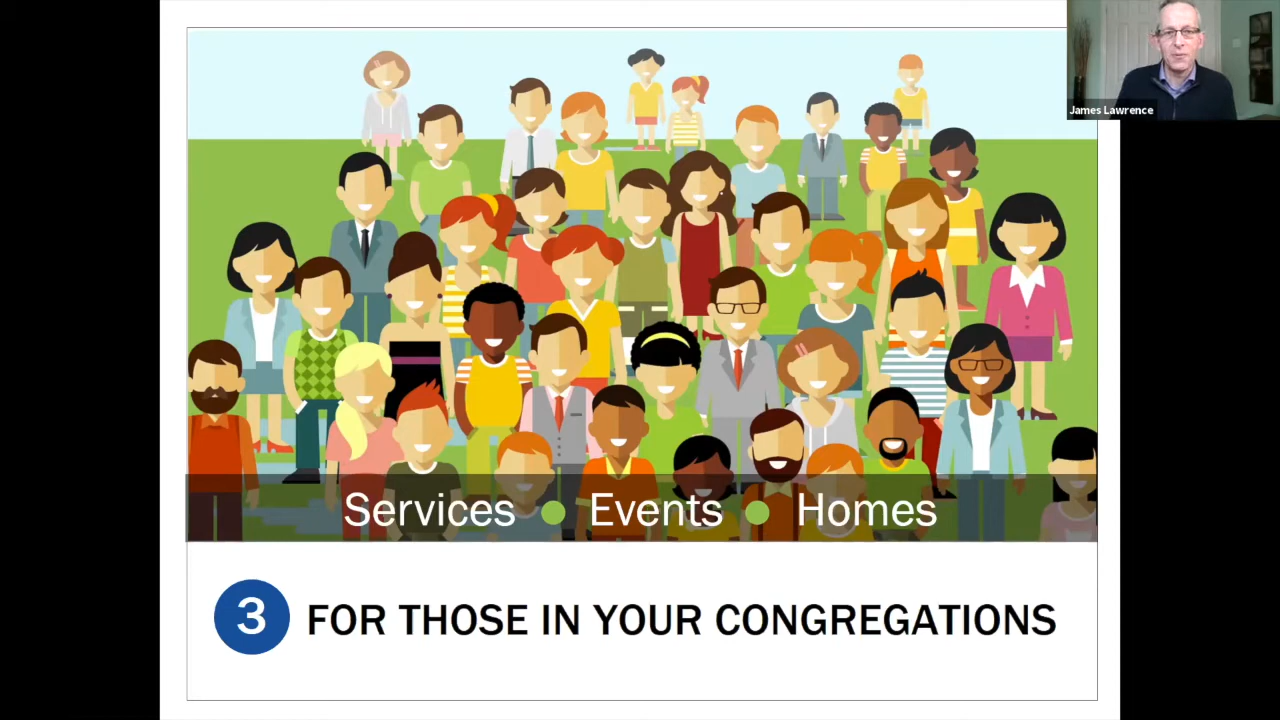 James Lawrence
Services • Events • Homes
3 FOR THOSE IN YOUR CONGREGATIONS